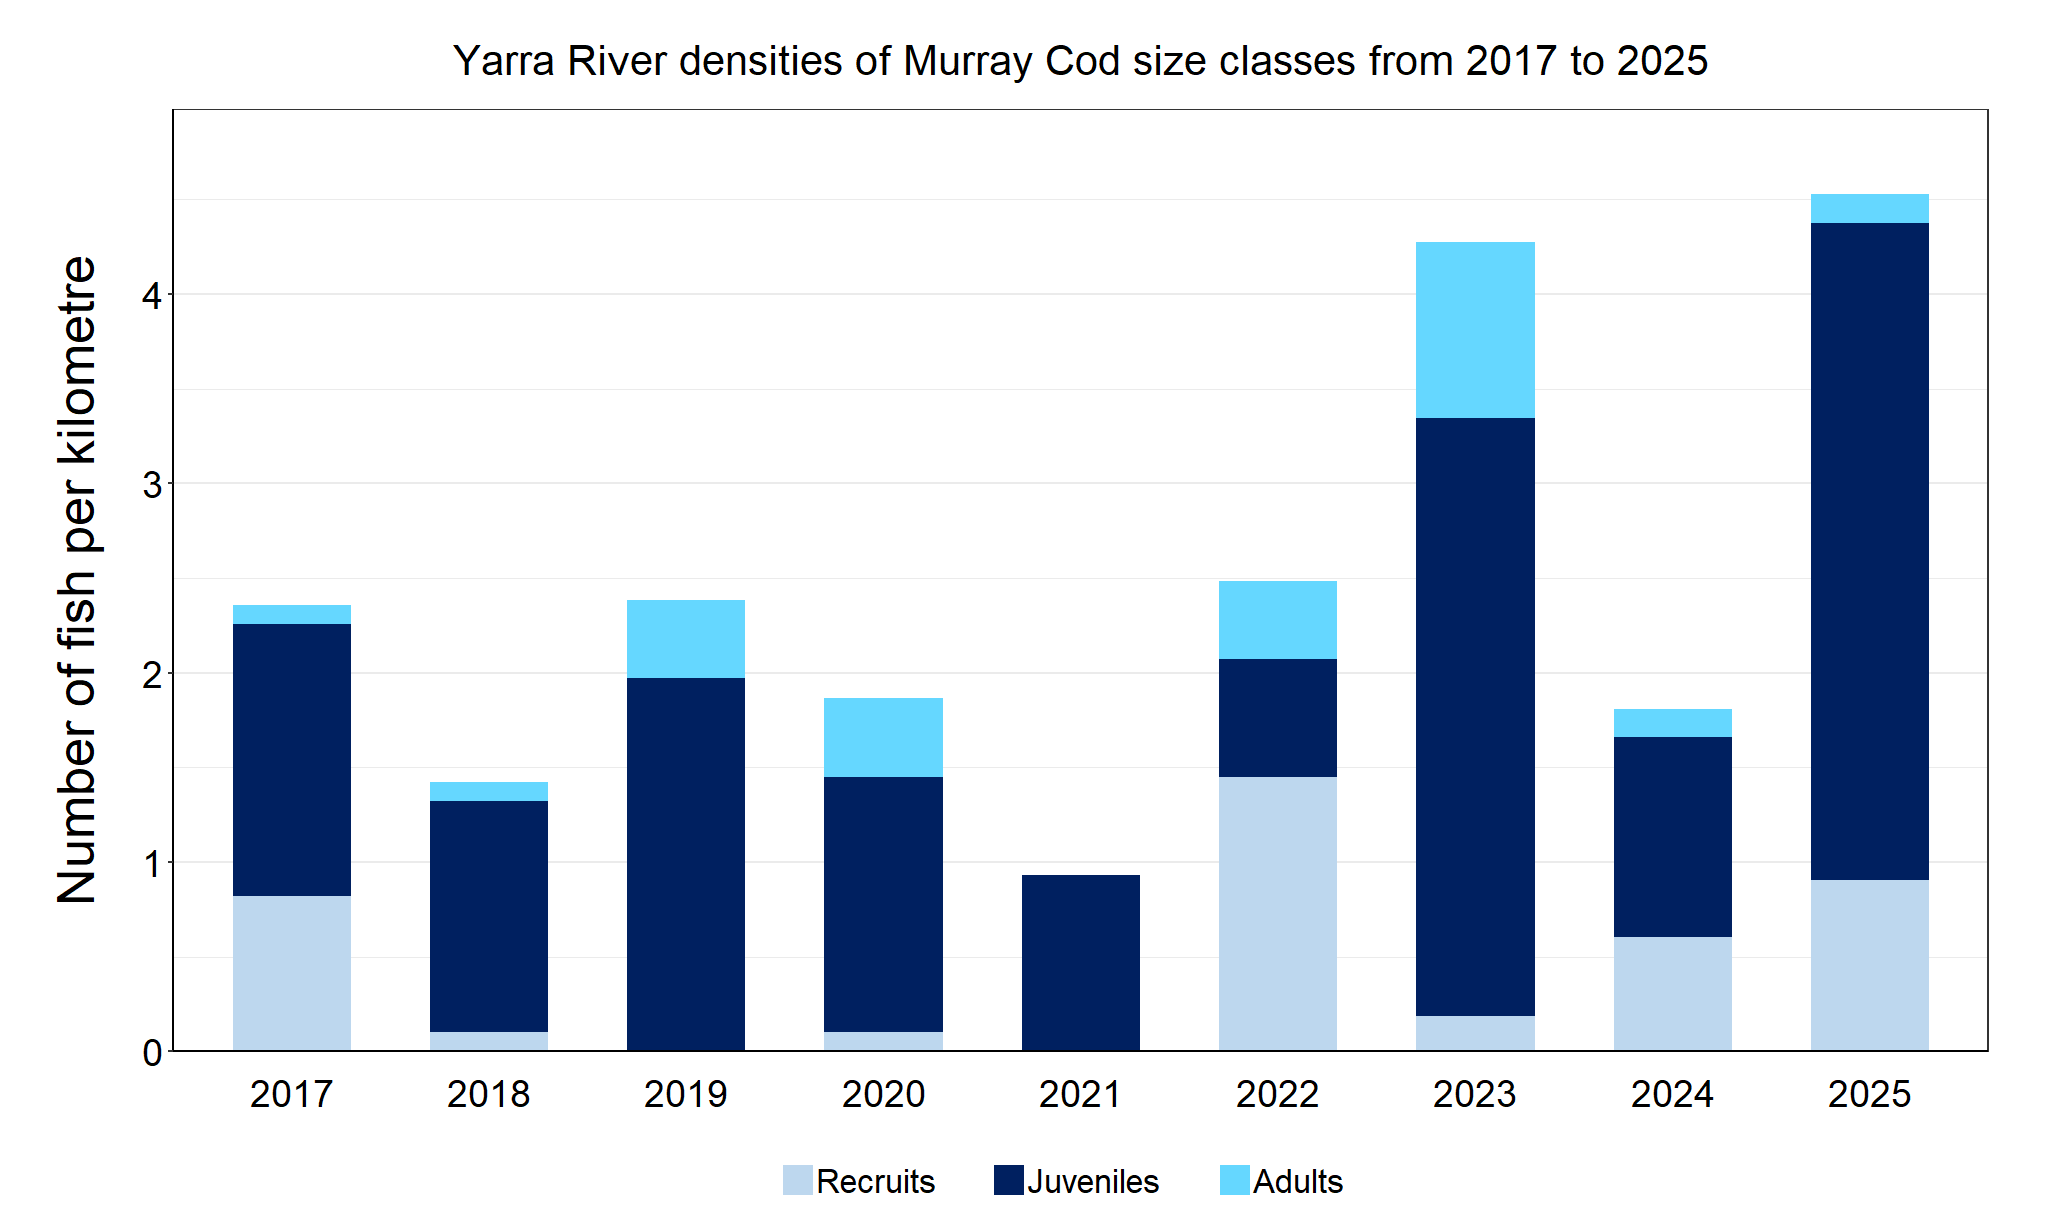 Yarra River densities of Murray Cod size classes from 2017 to 2025
Number of fish per kilometre
4
3
2
1
0
2017 2018 2019 2020 2021 2022 2023 2024 2025
Recruits Juveniles Adults